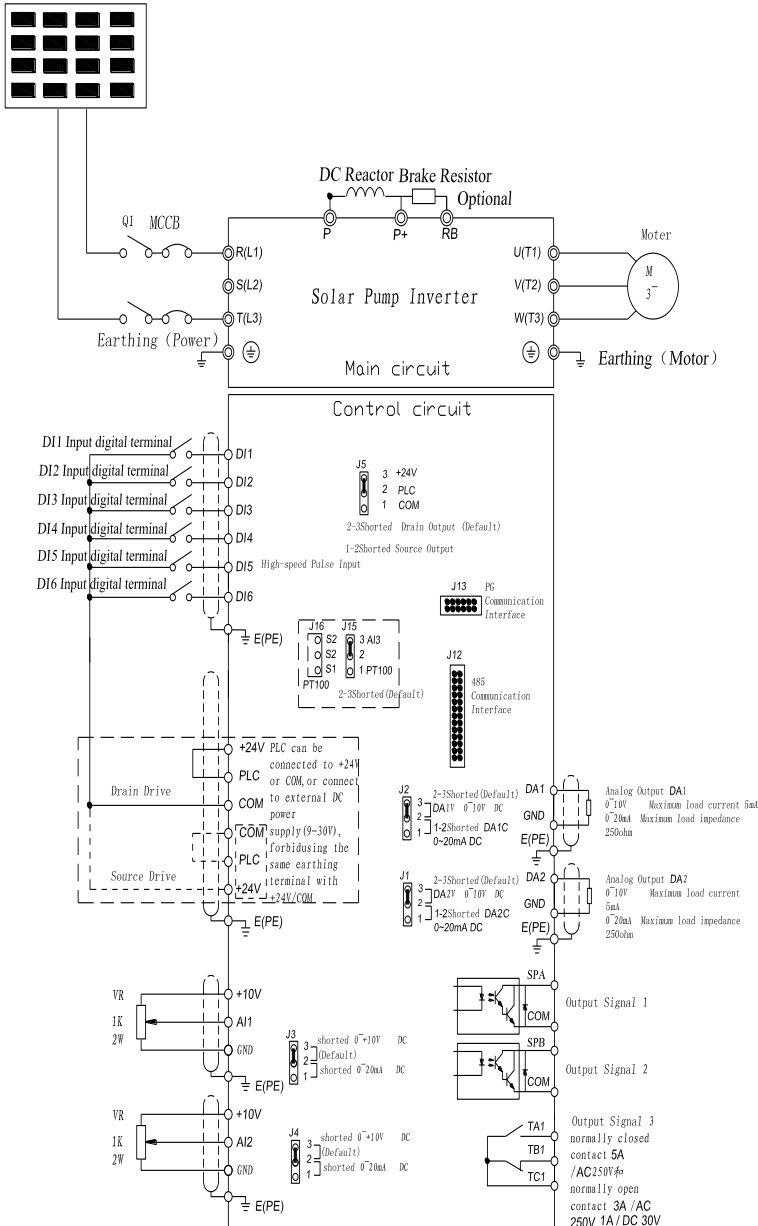 DC Reactor Brake Resistor
Optional
P
P+
RB
Q1 MCCB
Moter
R(L1)
U(T1)
M
3~
S(L2)
V(T2)
Solar Pump Inverter
T(L3)
W(T3)
Earthing (Power)
Earthing (Motor)
Main circuit
Control circuit
DI1 Input digital terminal
DI1
DI2 Input digital terminal
DI2
DI3 Input digital terminal
DI3
DI4 Input digital terminal
DI4
DI5 Input digital terminal
DI5 High-speed Pulse Input
DI6 Input digital terminal
DI6
E(PE)
J5
3 +24V
2 PLC
1 COM
2-3Shorted Drain Output (Default)
1-2Shorted Source Output
J13 PG
Communication
Interface
J16 J15
S2 3 AI3
S2 2
S1 1 PT100
PT100
2-3Shorted(Default)
J12
485
Communication
Interface
+24V PLC can be
connected to +24V
PLC or COM,or connect
Drain Drive
COM to external DC
power
COM supply(9-30V),
forbidusing the
PLC same earthing
Source Drive
terminal with
+24V +24V/COM
E(PE)
J2
2-3Shorted(Default)
3 DA1V 0~10V DC
2
1 1-2Shorted DA1C
0~20mA DC
DA1
GND
E(PE)
Analog Output DA1
0~10V Maximum load current 5mA
0~20mA Maximum load impedance
250ohm
J1
2-3Shorted(Default)
3 DA2V 0~10V DC
2
1 1-2Shorted DA2C
0~20mA DC
DA2
GND
E(PE)
Analog Output DA2
0~10V Maximum load current
5mA
0~20mA Maximum load impedance
250ohm
VR
1K
2W
+10V
AI1
GND
E(PE)
J3
3 shorted 0~+10V DC
2 (Default)
1 shorted 0~20mA DC
SPA
COM
Output Signal 1
SPB
COM
Output Signal 2
VR
1K
2W
+10V
AI2
GND
E(PE)
J4
3 shorted 0~+10V DC
2 (Default)
1 shorted 0~20mA DC
TA1
TB1
TC1
Output Signal 3
normally closed
contact 5A
/AC250V和
normally open
contact 3A /AC
250V 1A / DC 30V